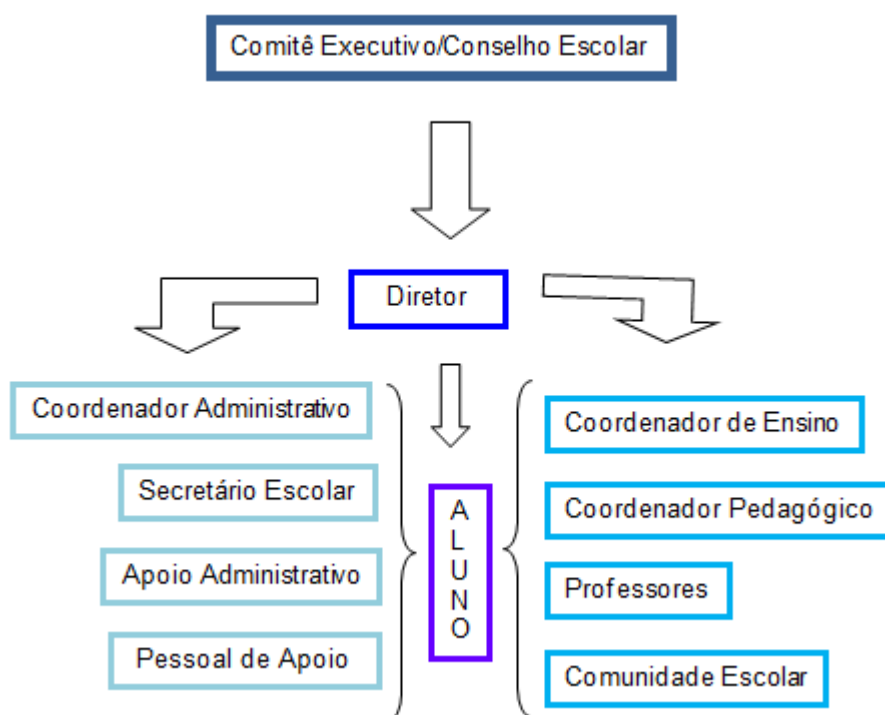 Comitê Executivo/Conselho Escolar
Diretor
Coordenador Administrativo
Secretário Escolar
Apoio Administrativo
Pessoal de Apoio
A
L
U
N
O
Coordenador de Ensino
Coordenador Pedagógico
Professores
Comunidade Escolar